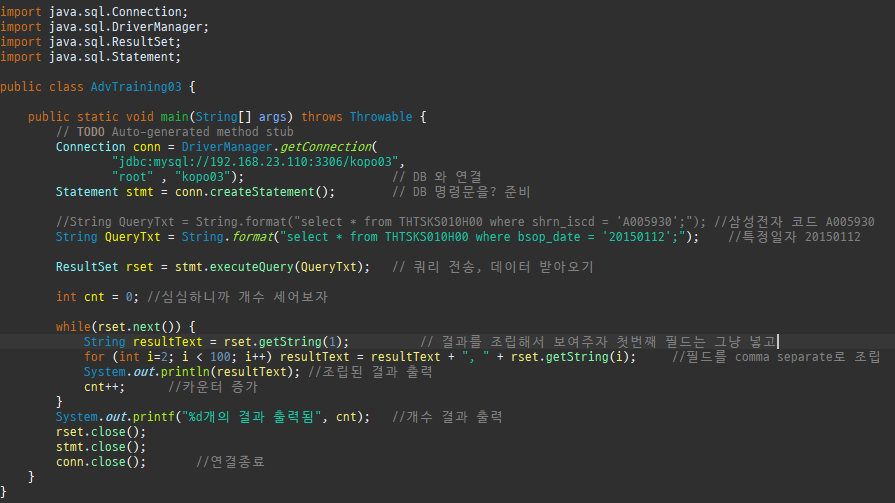 import java.sql.Connection;
import java.sql.DriverManager;
import java.sql.ResultSet;
import java.sql.Statement;

public class AdvTraining03 {

    public static void main(String[] args) throws Throwable {
        // TODO Auto-generated method stub
        Connection conn = DriverManager.getConnection(
                "jdbc:mysql://192.168.23.110:3306/kopo03",
                "root" , "kopo03");                     // DB 와 연결
        Statement stmt = conn.createStatement();        // DB 명령문을? 준비

        //String QueryTxt = String.format("select * from THTSKS010H00 where shrn_iscd = 'A005930';"); //삼성전자 코드 A005930
        String QueryTxt = String.format("select * from THTSKS010H00 where bsop_date = '20150112';");    //특정일자 20150112

        ResultSet rset = stmt.executeQuery(QueryTxt);   // 쿼리 전송, 데이터 받아오기

        int cnt = 0; //심심하니까 개수 세어보자

        while(rset.next()) {
            String resultText = rset.getString(1);          // 결과를 조립해서 보여주자 첫번째 필드는 그냥 넣고
            for (int i=2; i < 100; i++) resultText = resultText + ", " + rset.getString(i);     //필드를 comma separate로 조립
            System.out.println(resultText); //조립된 결과 출력
            cnt++;      //카운터 증가
        }
        System.out.printf("%d개의 결과 출력됨", cnt);   //개수 결과 출력
        rset.close();
        stmt.close();
        conn.close();       //연결종료
    }
}